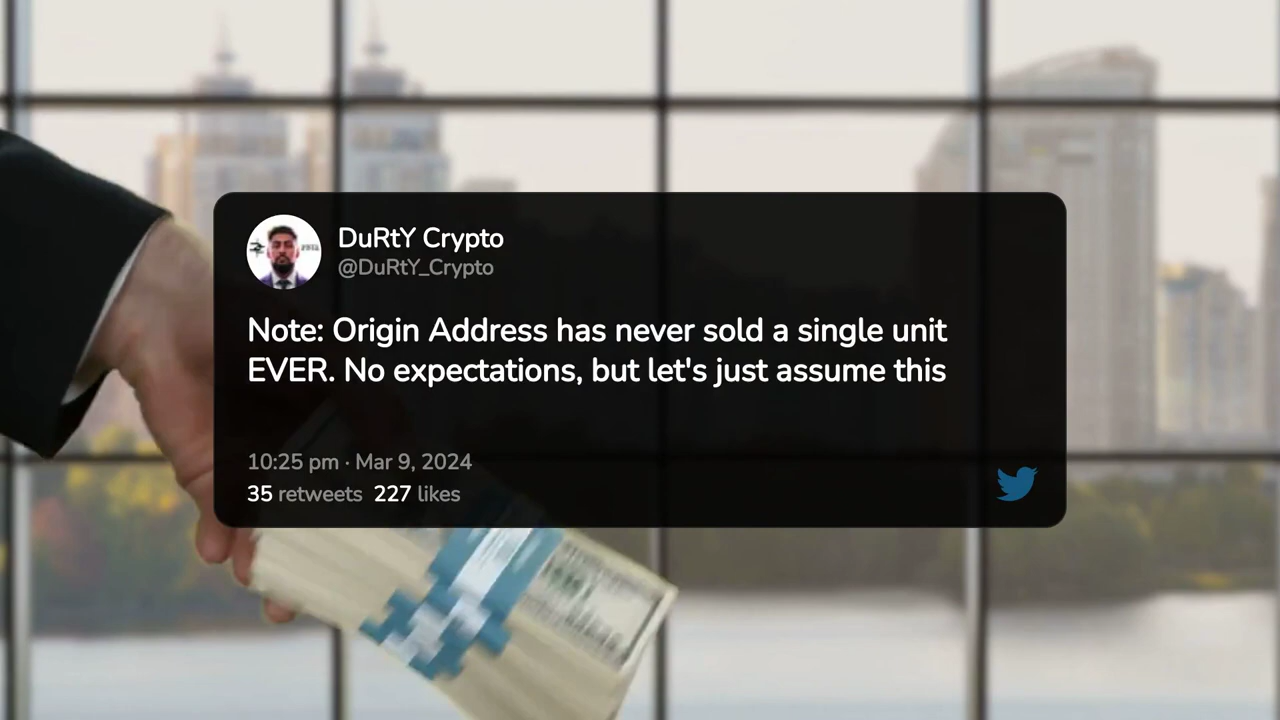 DuRtY Crypto
@DuRtY_Crypto
Note: Origin Address has never sold a single unit
EVER. No expectations, but let's just assume this
10:25 pm · Mar 9, 2024
35 retweets 227 likes